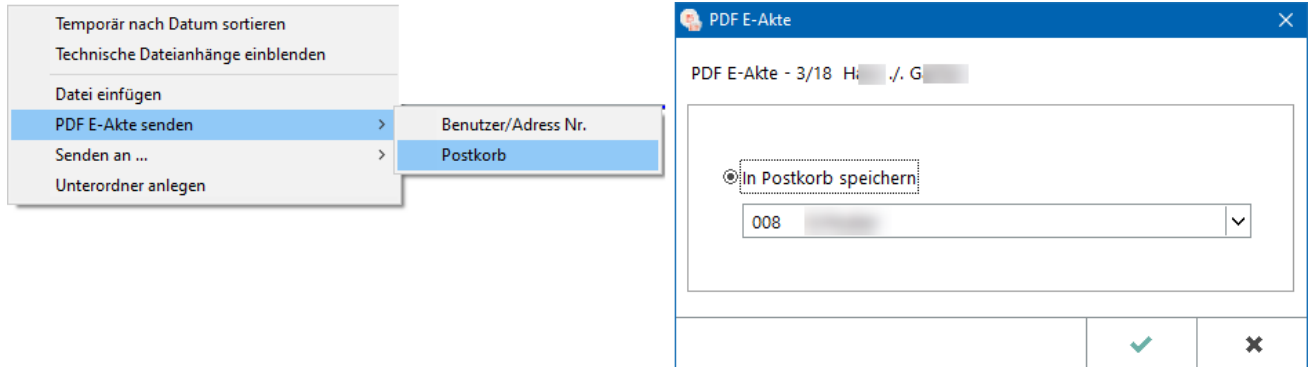 Temporär nach Datum sortieren
Technische Dateianhänge einblenden
Datei einfügen
PDF E-Akte senden
Senden an ...
Unterordner anlegen
Benutzer/Adress Nr.
Postkorb
PDF E-Akte
PDF E-Akte - 3/18 ./.
In Postkorb speichern
008